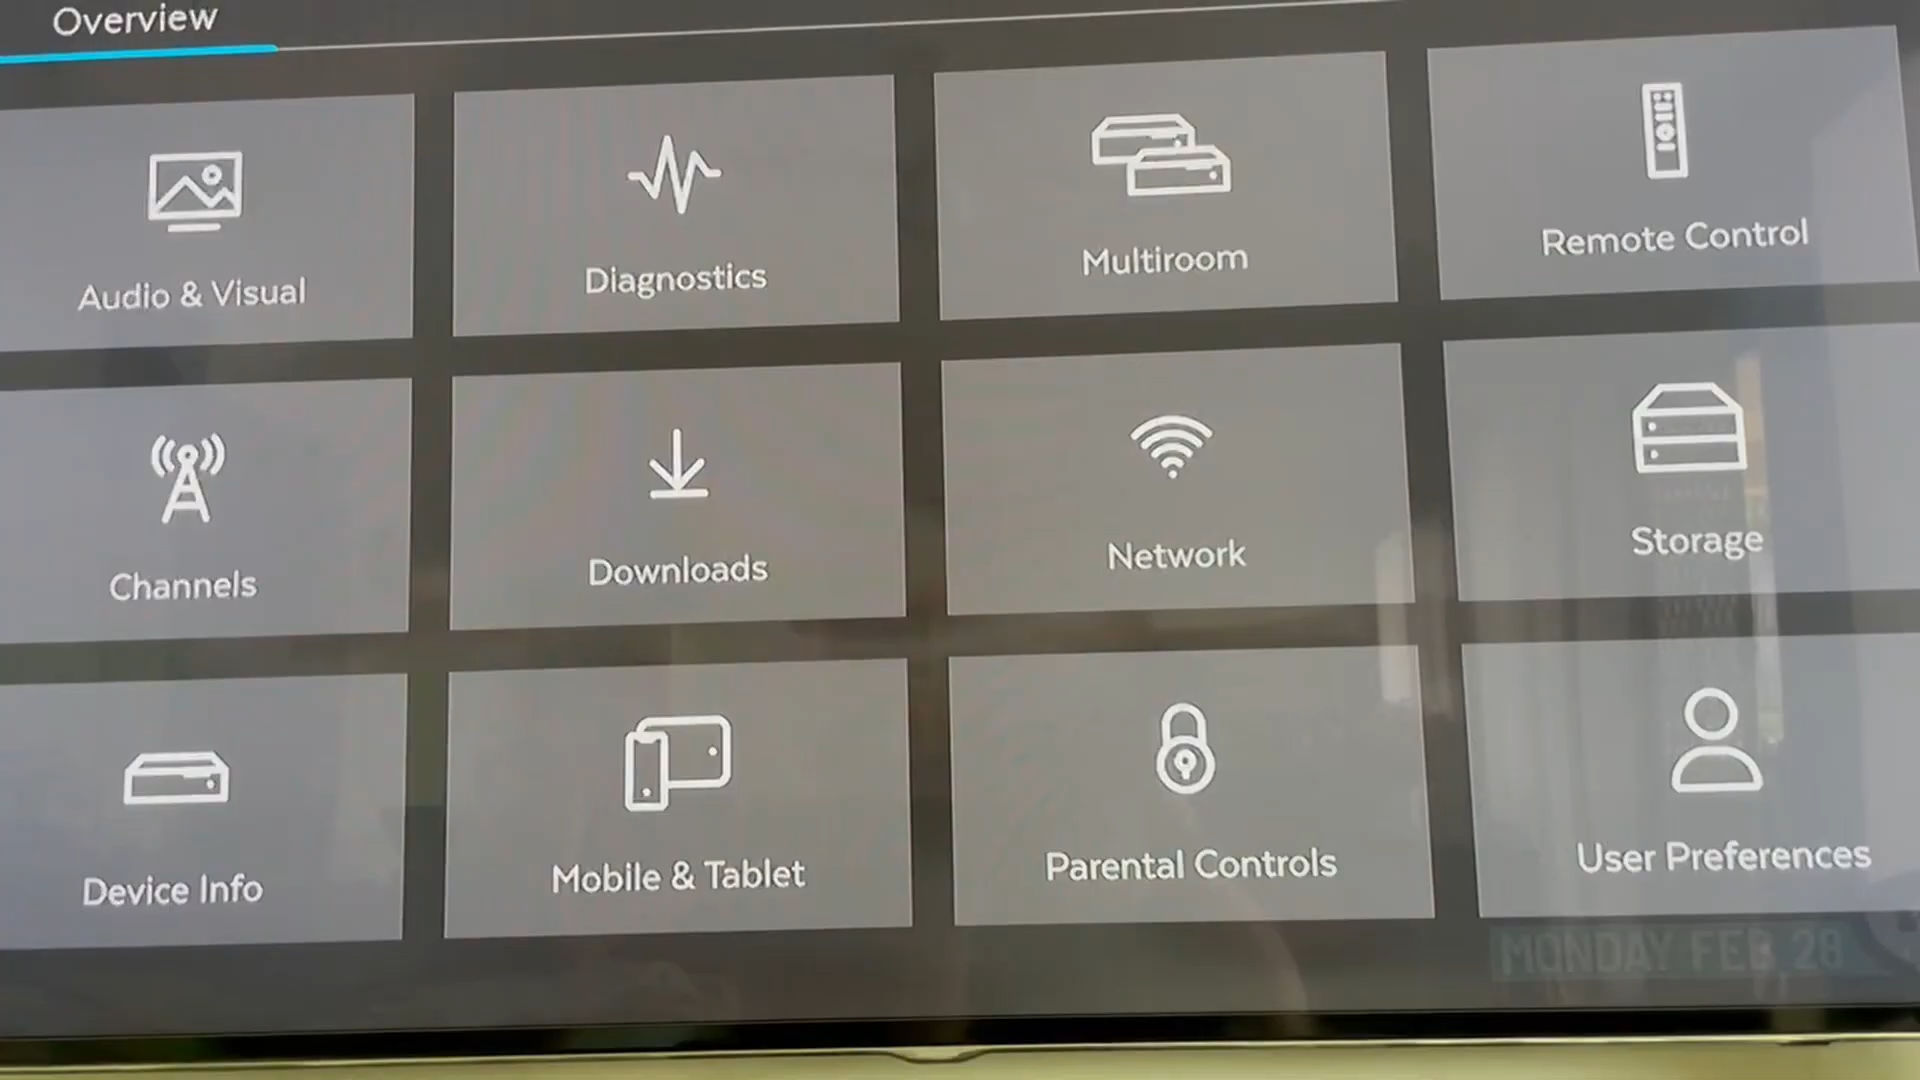 Overview
Audio & Visual
Diagnostics
Multiroom
Remote Control
Channels
Downloads
Network
Storage
Device Info
Mobile & Tablet
Parental Controls
User Preferences
MONDAY FEB 28